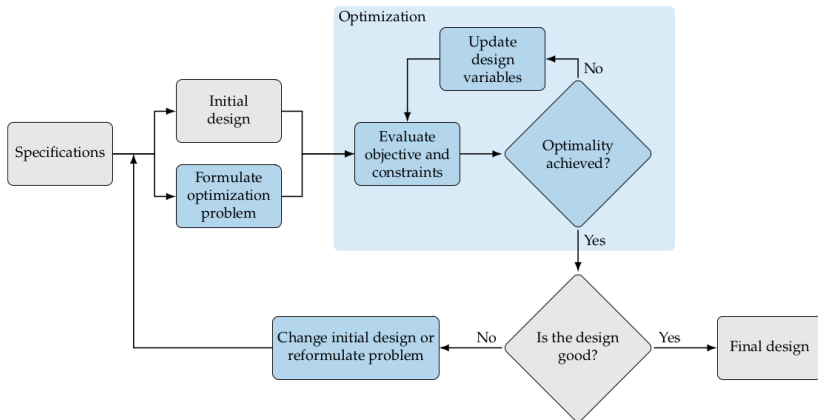 Optimization
Update
design
variables
No
Initial
design
Specifications
Evaluate
objective and
constraints
Optimality
achieved?
Formulate
optimization
problem
Yes
Change initial design or
reformulate problem
No
Is the design
good?
Yes
Final design